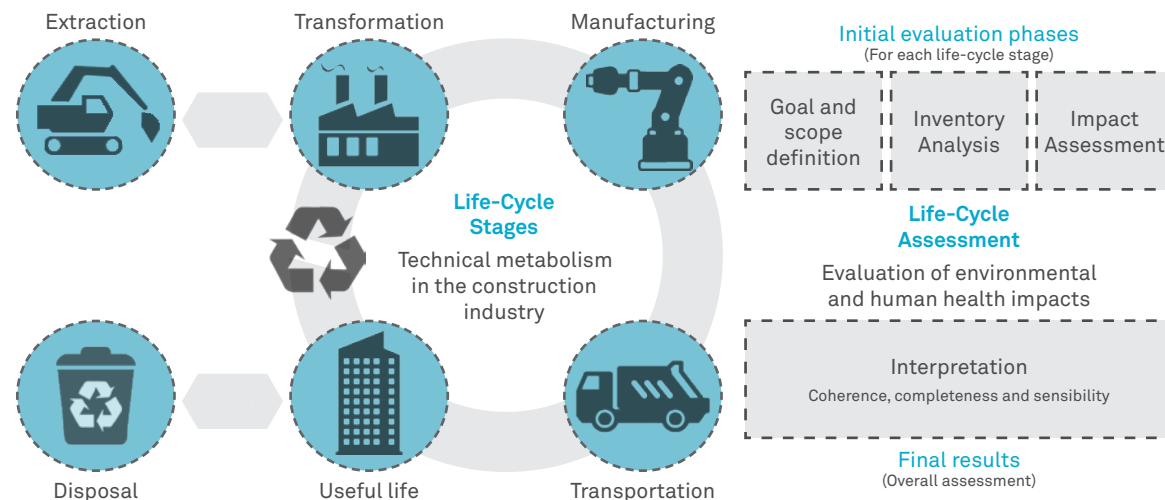 Extraction
Transformation
Manufacturing
Life-Cycle
Stages
Technical metabolism
in the construction
industry
Disposal
Useful life
Transportation
Initial evaluation phases
(For each life-cycle stage)
Goal and
scope
definition
Inventory
Analysis
Impact
Assessment
Life-Cycle
Assessment
Evaluation of environmental
and human health impacts
Interpretation
Coherence, completeness and sensibility
Final results
(Overall assessment)